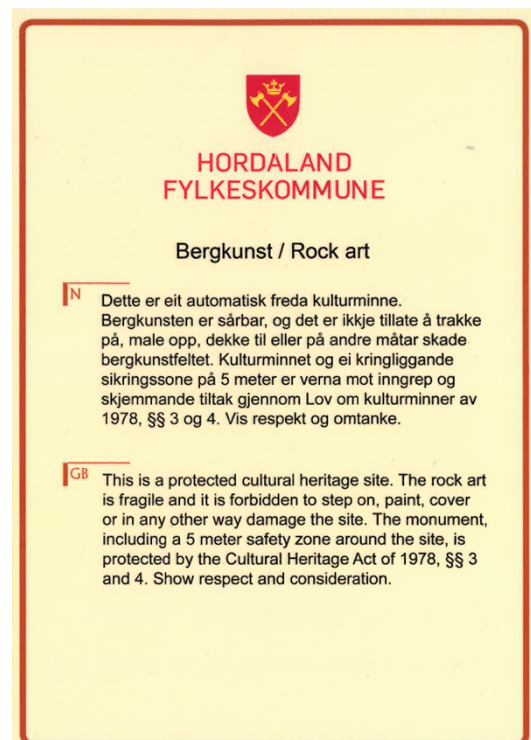 HORDALAND
FYLKESKOMMUNE
Bergkunst / Rock art
N
Dette er eit automatisk freda kulturminne.
Bergkunsten er sårbar, og det er ikkje tillate å trakke
på, male opp, dekke til eller på andre måtar skade
bergkunstfeltet. Kulturminnet og ei kringliggande
sikringssone på 5 meter er verna mot inngrep og
skjemmande tiltak gjennom Lov om kulturminner av
1978, §§ 3 og 4. Vis respekt og omtanke.
GB
This is a protected cultural heritage site. The rock art
is fragile and it is forbidden to step on, paint, cover
or in any other way damage the site. The monument,
including a 5 meter safety zone around the site, is
protected by the Cultural Heritage Act of 1978, §§ 3
and 4. Show respect and consideration.